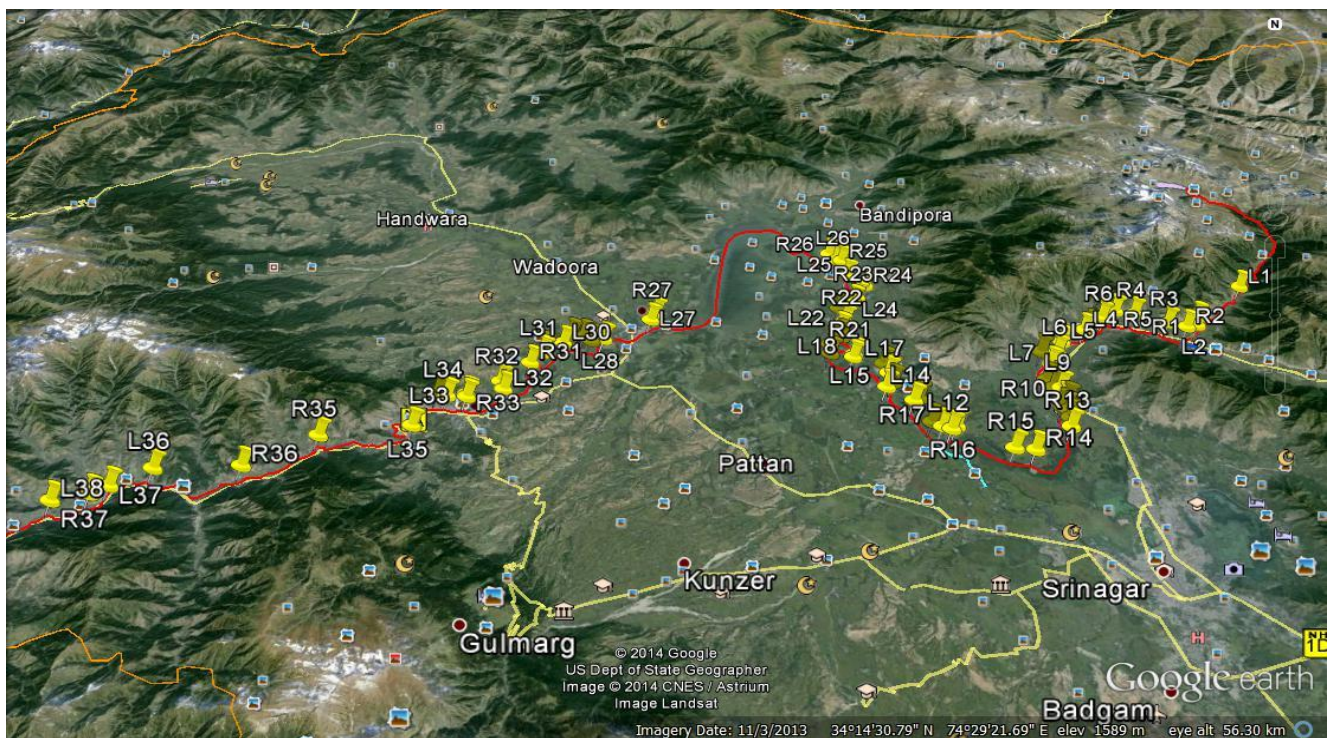 N
Bandipora
Handwara
L26
R26
R25
L25
Wadoora
R23
R24
L1
R22
L24
R27
L27
R6
R4
R3
L4
R5
R1
R2
L2
L6
L5
L7
L22
R21
L31
L30
R31
L28
L18
L17
L9
R32
L32
L15
L14
R10
L34
L33
R33
R17
L12
R13
R35
L35
R15
R14
R16
L36
R36
Pattan
L38
L37
R37
Kunzer
Srinagar
Gulmarg
H
NH
1D
© 2014 Google
US Dept of State Geographer
Image © 2014 CNES / Astrium
Image Landsat
Google earth
Badgam
Imagery Date: 11/3/2013 34°14'30.79" N 74°29'21.69" E elev 1589 m eye alt 56.30 km